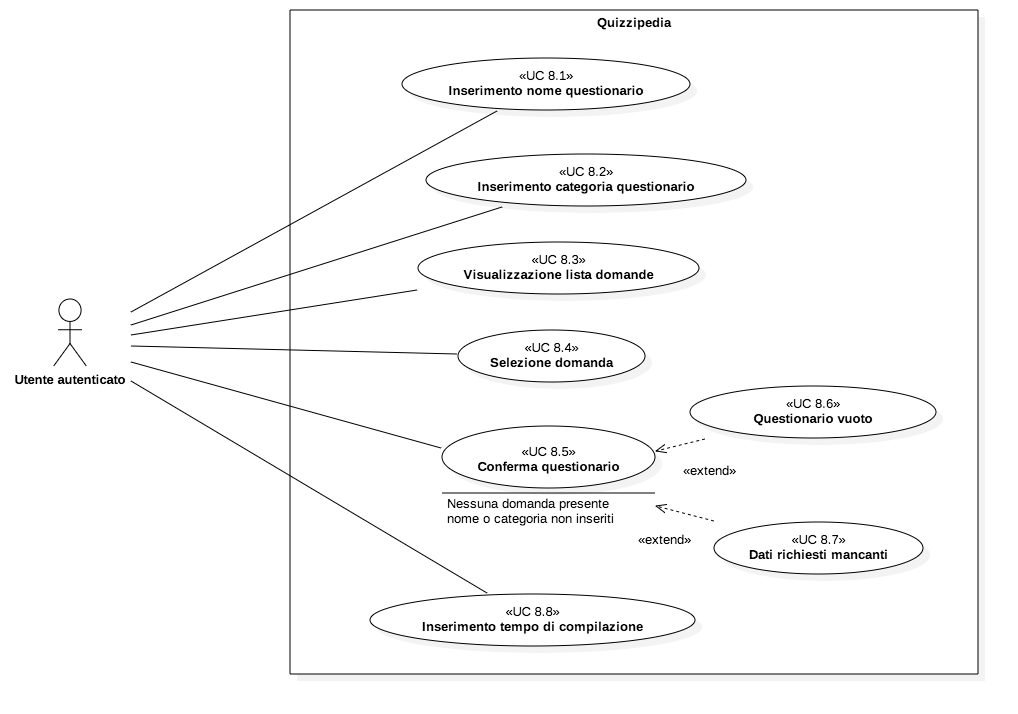 Quizzipedia
«UC 8.1»
Inserimento nome questionario
«UC 8.2»
Inserimento categoria questionario
«UC 8.3»
Visualizzazione lista domande
«UC 8.4»
Selezione domanda
Utente autenticato
«UC 8.6»
Questionario vuoto
«UC 8.5»
Conferma questionario
«extend»
Nessuna domanda presente
nome o categoria non inseriti
«extend»
«UC 8.7»
Dati richiesti mancanti
«UC 8.8»
Inserimento tempo di compilazione